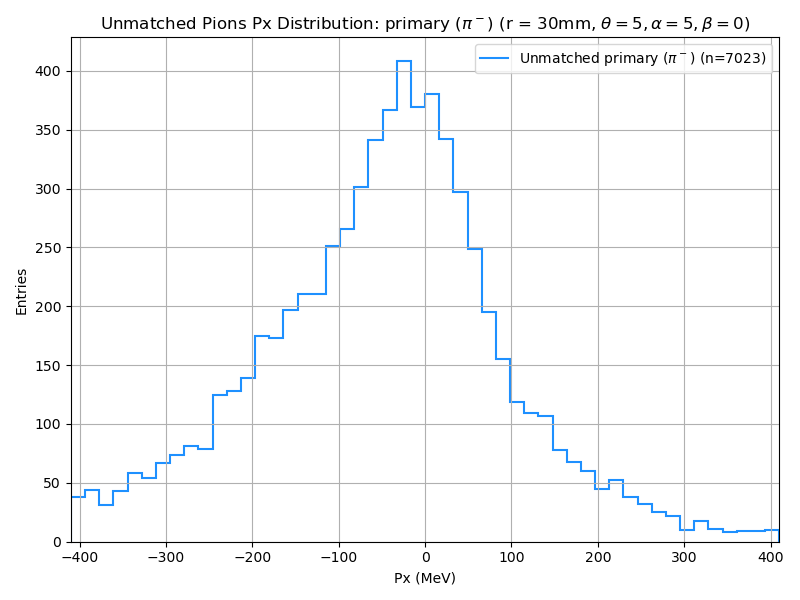 Unmatched Pions Px Distribution: primary (π⁻) (r = 30mm, θ = 5, α = 5, β = 0)
Unmatched primary (π⁻) (n=7023)
400
350
300
250
200
150
100
50
0
Entries
−400 −300 −200 −100 0 100 200 300 400
Px (MeV)